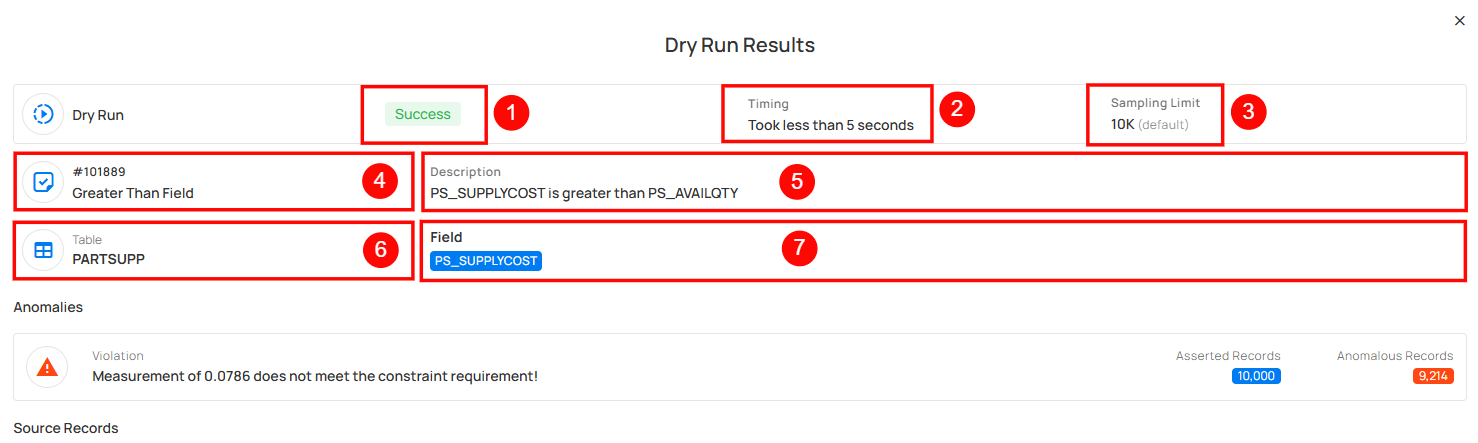 Dry Run Results
Dry Run
Success
1
Timing
Took less than 5 seconds
2
Sampling Limit
10K (default)
3
#101889
Greater Than Field
4
Description
PS_SUPPLYCOST is greater than PS_AVAILQTY
5
Table
PARTSUPP
6
Field
PS_SUPPLYCOST
7
Anomalies
Violation
Measurement of 0.0786 does not meet the constraint requirement!
Asserted Records
10,000
Anomalous Records
9,214
Source Records